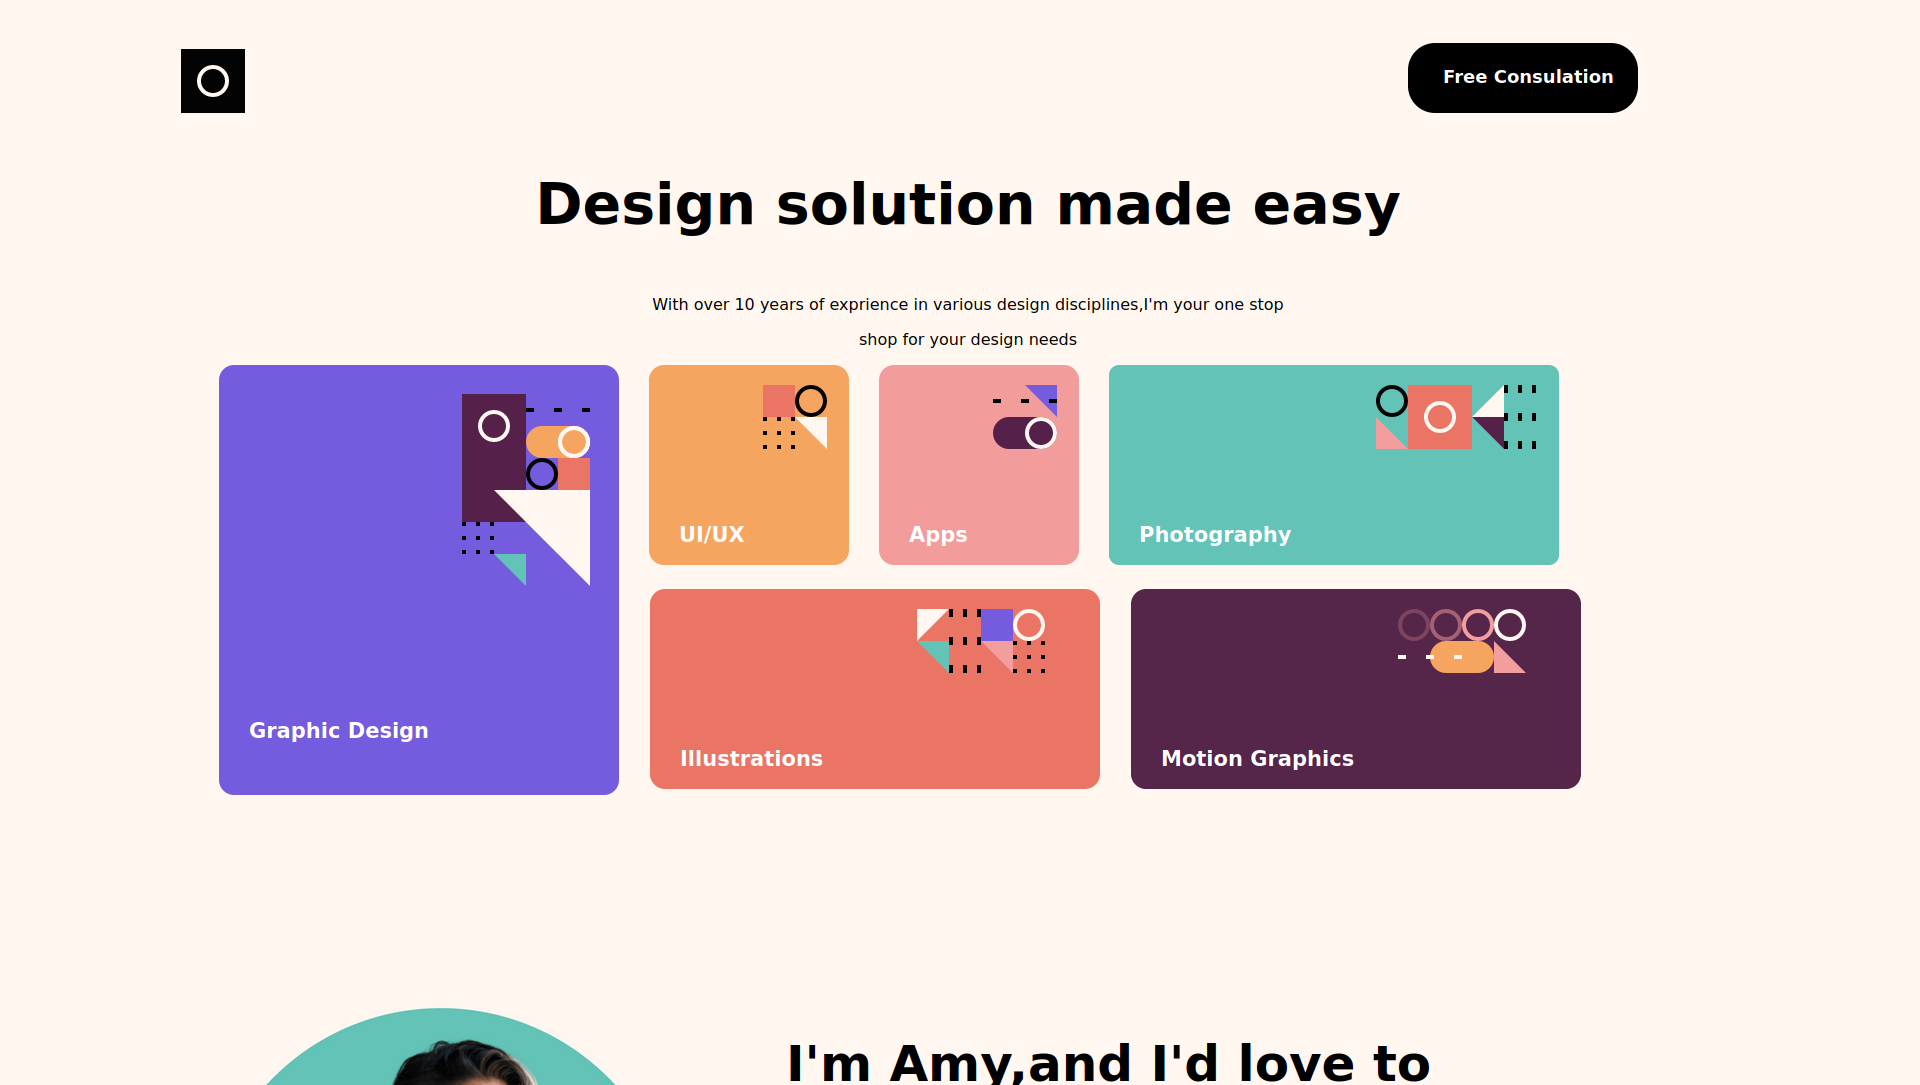 Free Consulation
Design solution made easy
With over 10 years of exprience in various design disciplines,I'm your one stop
shop for your design needs
UI/UX
Apps
Photography
Graphic Design
Illustrations
Motion Graphics
I'm Amy,and I'd love to